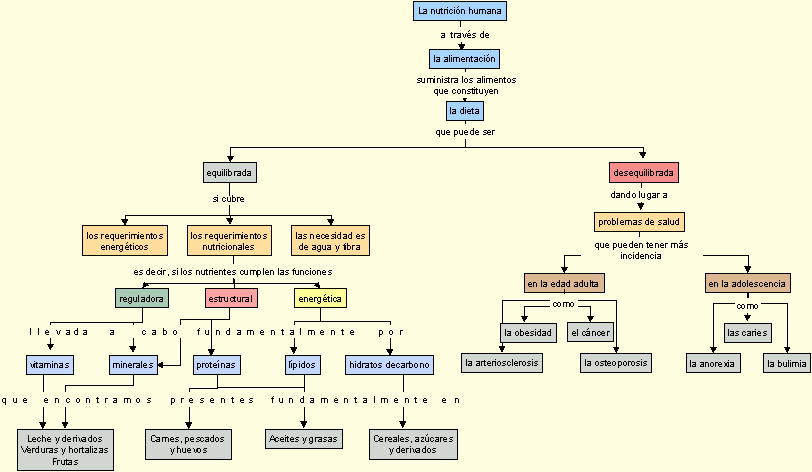 La nutrición humana
a través de
la alimentación
suministra los alimentos
que constituyen
la dieta
que puede ser
equilibrada
desequilibrada
si cubre
dando lugar a
los requerimientos
energéticos
los requerimientos
nutricionales
las necesidad es
de agua y fibra
problemas de salud
que pueden tener más
incidencia
es decir, si los nutrientes cumplen las funciones
en la edad adulta
en la adolescencia
reguladora
estructural
energética
como
como
llevada a cabo fundamentalmente por
la obesidad
el cáncer
las caries
vitaminas
minerales
proteínas
lípidos
hidratos decarbono
la arteriosclerosis
la osteoporosis
la anorexia
la bulimia
que encontramos presentes fundamentalmente en
Leche y derivados
Verduras y hortalizas
Frutas
Carnes, pescados
y huevos
Aceites y grasas
Cereales, azúcares
y derivados